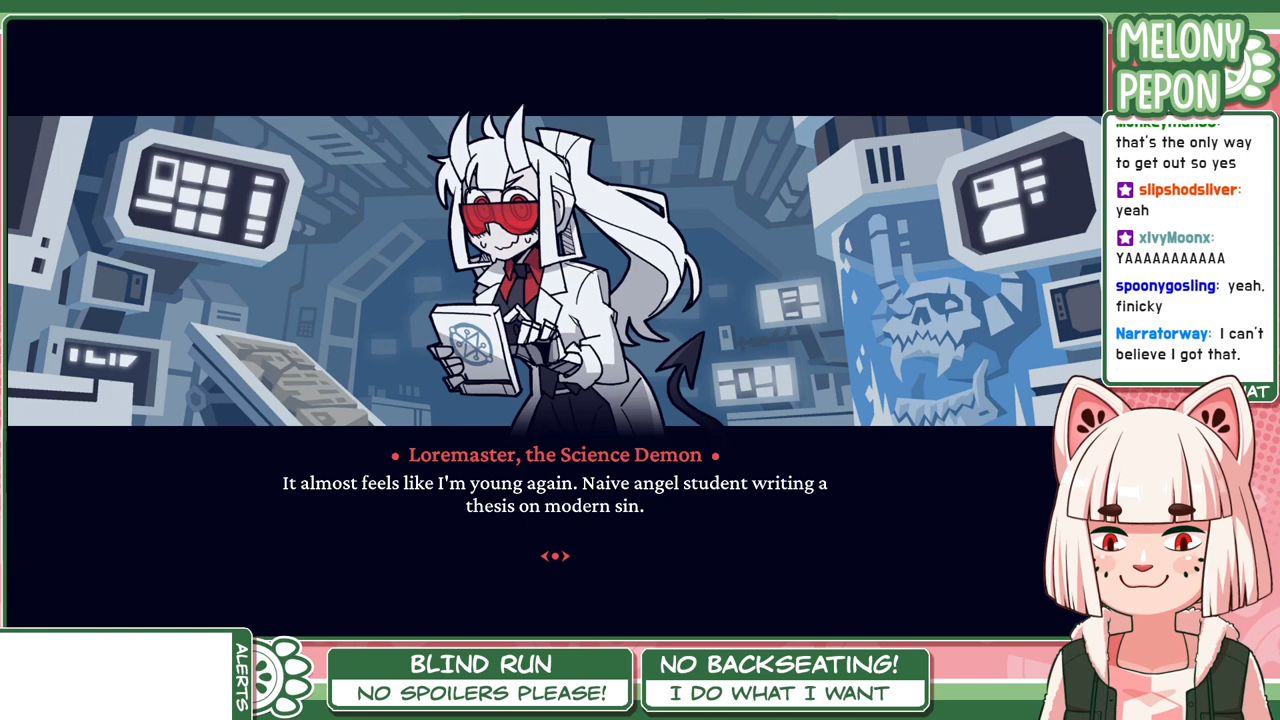 MELONY
PEPON
that's the only way
to get out so yes
slipshodsliver:
yeah
xIvyMoonx:
YAAAAAAAAAAA
spoonygosling: yeah,
finicky
Narratorway: I can't
believe I got that.
• Loremaster, the Science Demon •
It almost feels like I'm young again. Naive angel student writing a
thesis on modern sin.
ALERTS
BLIND RUN
NO SPOILERS PLEASE!
NO BACKSEATING!
I DO WHAT I WANT